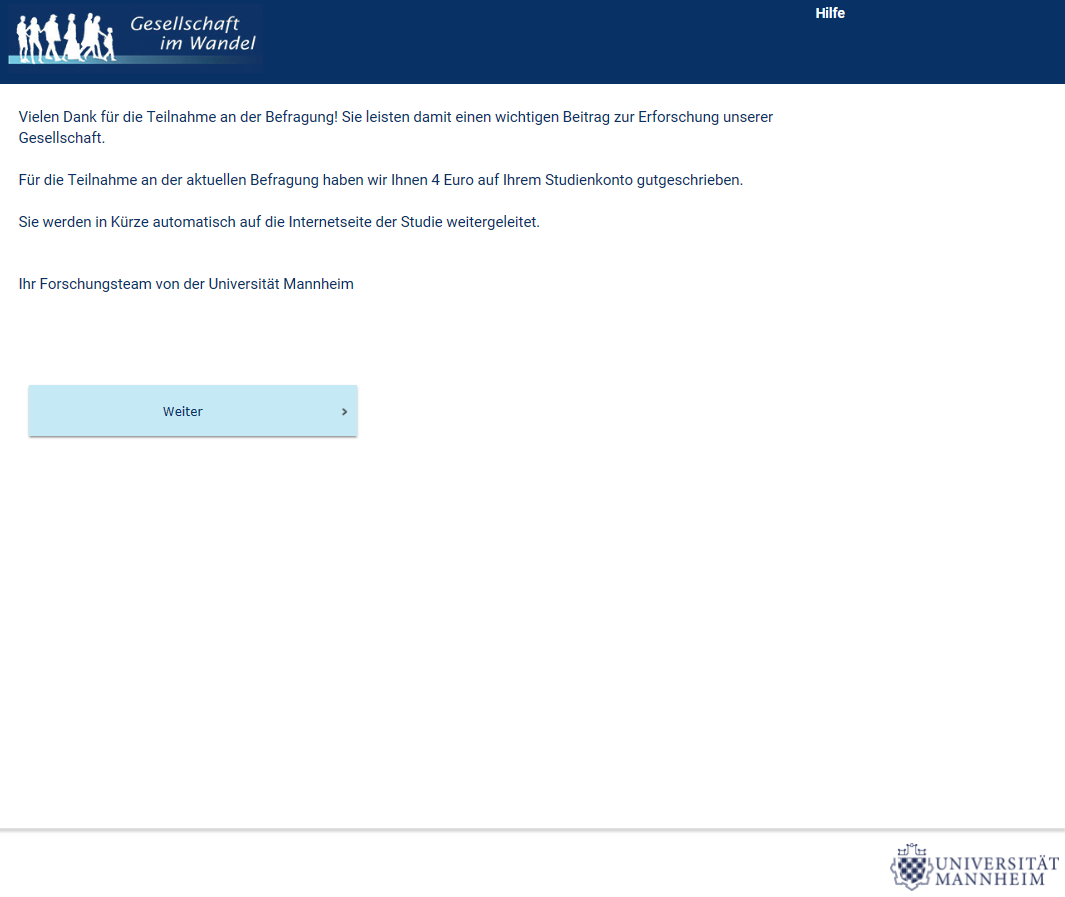 Gesellschaft
im Wandel
Hilfe
Vielen Dank für die Teilnahme an der Befragung! Sie leisten damit einen wichtigen Beitrag zur Erforschung unserer
Gesellschaft.
Für die Teilnahme an der aktuellen Befragung haben wir Ihnen 4 Euro auf Ihrem Studienkonto gutgeschrieben.
Sie werden in Kürze automatisch auf die Internetseite der Studie weitergeleitet.
Ihr Forschungsteam von der Universität Mannheim
Weiter
UNIVERSITÄT
MANNHEIM